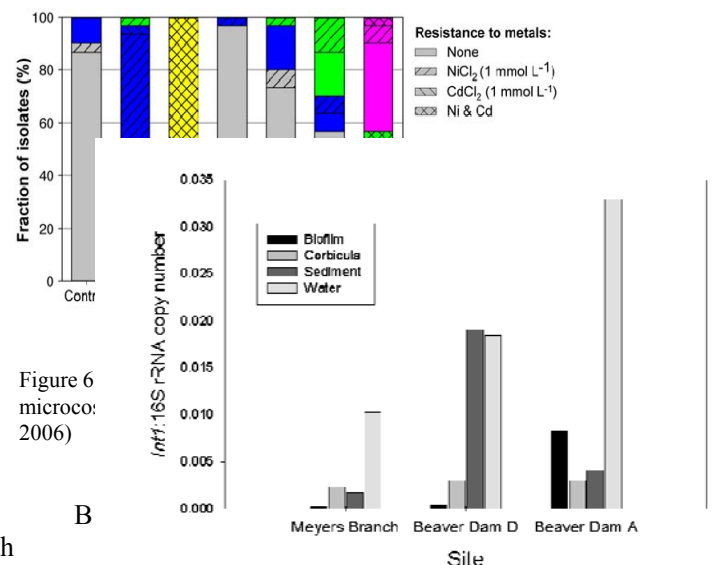 100
80
60
40
20
0
Fraction of isolates (%)
Contr
Resistance to metals:
None
NiCl2 (1 mmol L-1)
CdCl2 (1 mmol L-1)
Ni & Cd
Figure 6
microcos
2006)
B
h
0.035
0.030
0.025
0.020
0.015
0.010
0.005
0.000
Int1:16S rRNA copy number
Biofilm
Corbicula
Sediment
Water
Meyers Branch Beaver Dam D Beaver Dam A
Site